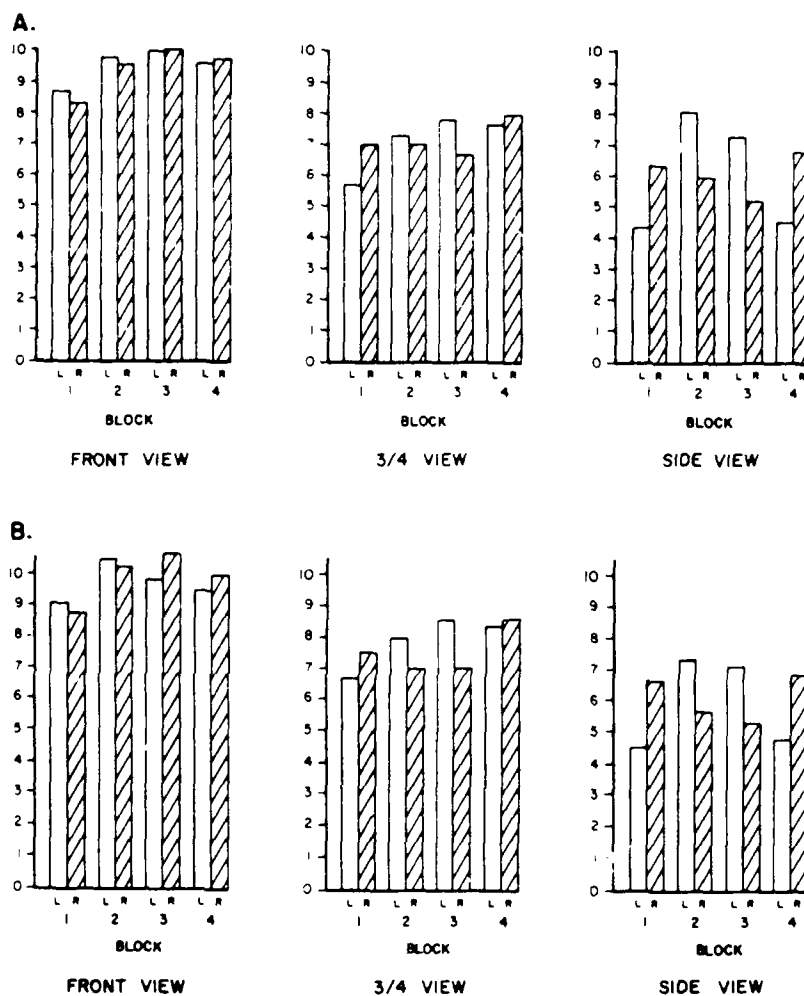 A.
10 10 10
9 9 9
8 8 8
7 7 7
6 6 6
5 5 5
4 4 4
3 3 3
2 2 2
1 1 1
0 0 0
L R L R L R L R L R L R L R L R L R L R L R L R
1 2 3 4 1 2 3 4 1 2 3 4
BLOCK BLOCK BLOCK
FRONT VIEW 3/4 VIEW SIDE VIEW
B.
10 10 10
9 9 9
8 8 8
7 7 7
6 6 6
5 5 5
4 4 4
3 3 3
2 2 2
1 1 1
0 0 0
L R L R L R L R L R L R L R L R L R L R L R L R
1 2 3 4 1 2 3 4 1 2 3 4
BLOCK BLOCK BLOCK
FRONT VIEW 3/4 VIEW SIDE VIEW